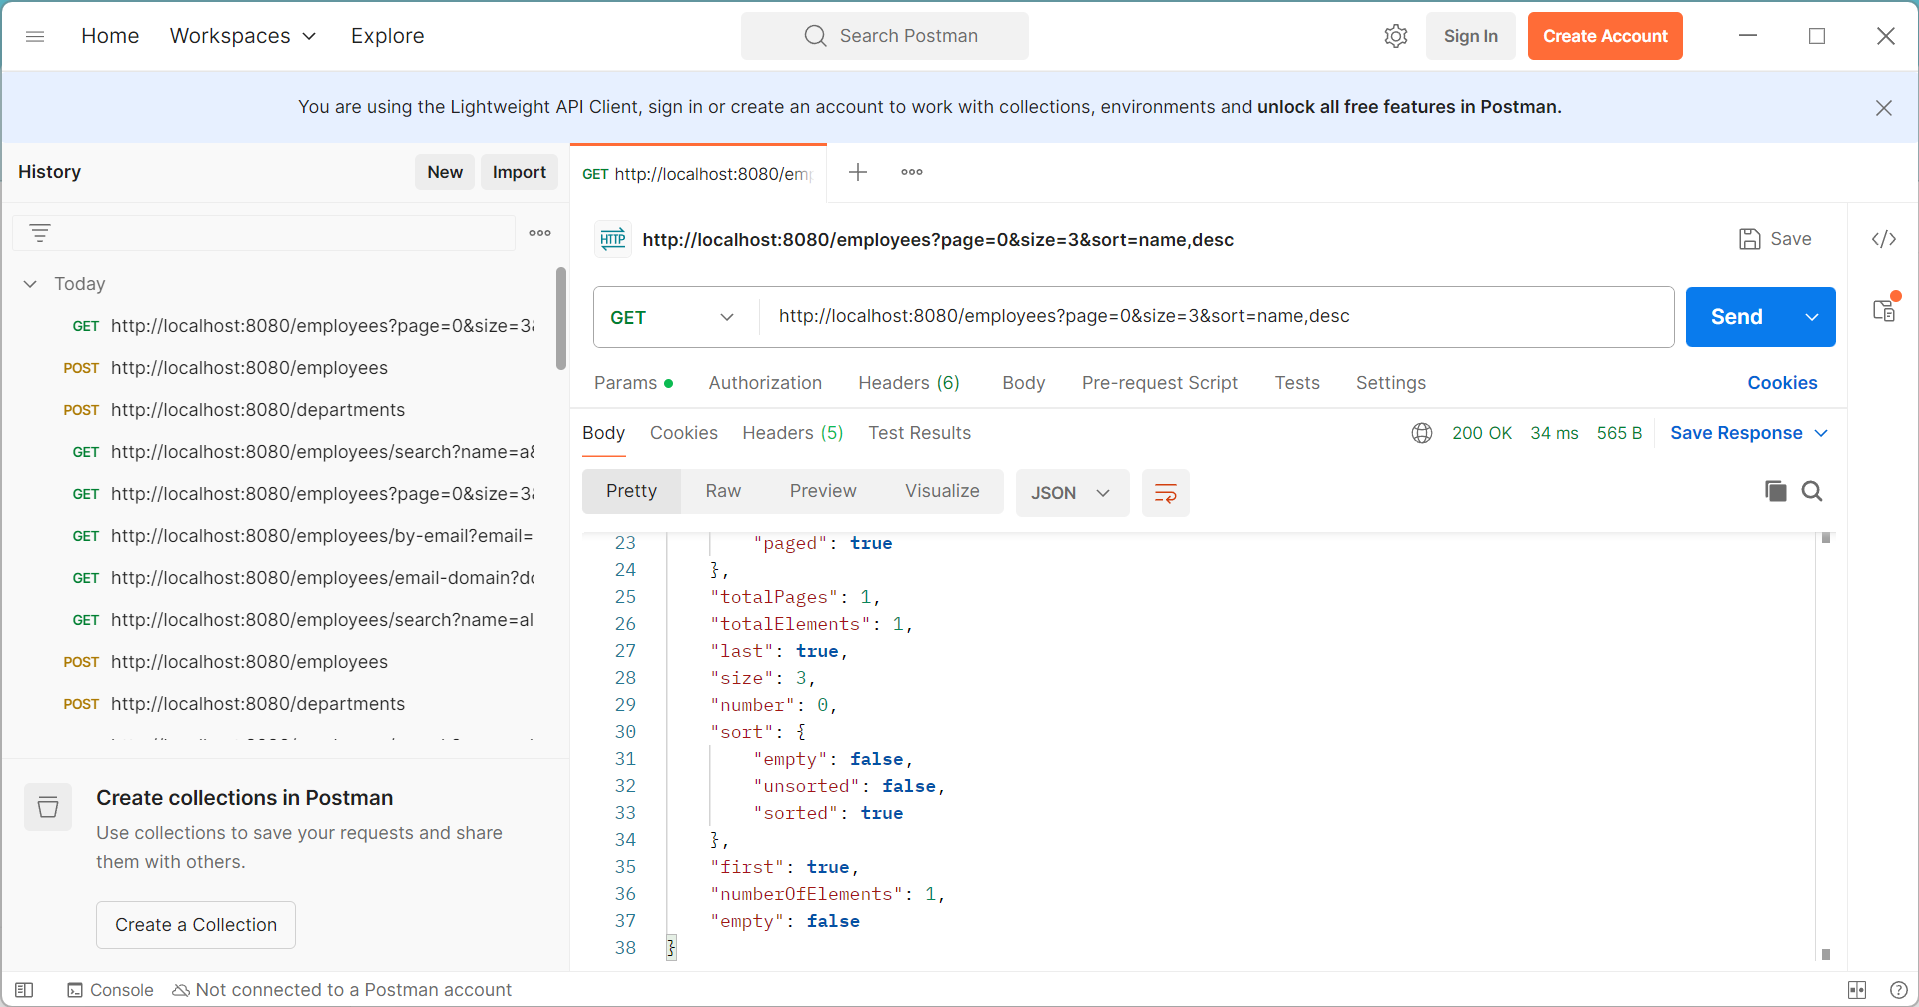 Home Workspaces Explore Search Postman Sign In Create Account
You are using the Lightweight API Client, sign in or create an account to work with collections, environments and unlock all free features in Postman.
History New Import
GET http://localhost:8080/em
HTTP http://localhost:8080/employees?page=0&size=3&sort=name,desc Save </>
Today
GET http://localhost:8080/employees?page=0&size=3
POST http://localhost:8080/employees
POST http://localhost:8080/departments
GET http://localhost:8080/employees/search?name=a&
GET http://localhost:8080/employees?page=0&size=3
GET http://localhost:8080/employees/by-email?email=
GET http://localhost:8080/employees/email-domain?do
GET http://localhost:8080/employees/search?name=al
POST http://localhost:8080/employees
POST http://localhost:8080/departments
Create collections in Postman
Use collections to save your requests and share
them with others.
Create a Collection
GET http://localhost:8080/employees?page=0&size=3&sort=name,desc Send
Params Authorization Headers (6) Body Pre-request Script Tests Settings Cookies
Body Cookies Headers (5) Test Results 200 OK 34 ms 565 B Save Response
Pretty Raw Preview Visualize JSON
23 "paged": true
24 },
25 "totalPages": 1,
26 "totalElements": 1,
27 "last": true,
28 "size": 3,
29 "number": 0,
30 "sort": {
31 "empty": false,
32 "unsorted": false,
33 "sorted": true
34 },
35 "first": true,
36 "numberOfElements": 1,
37 "empty": false
38 }
Console Not connected to a Postman account